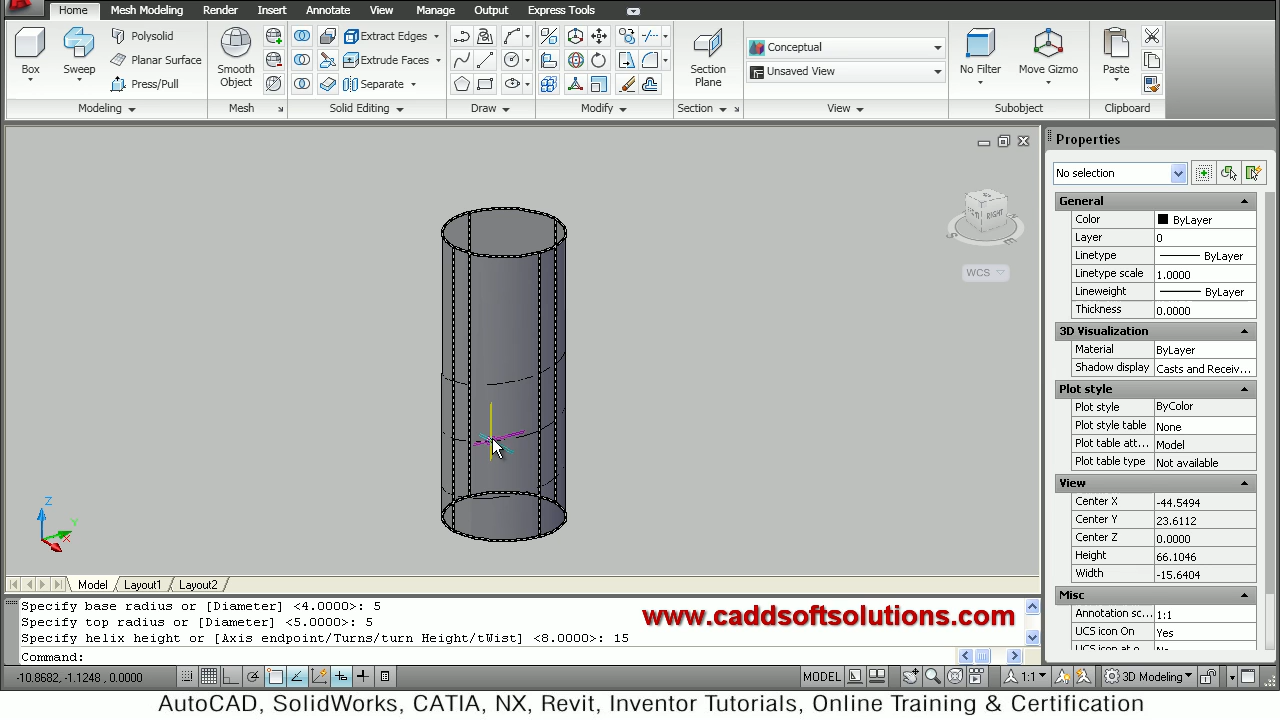 Home Mesh Modeling Render Insert Annotate View Manage Output Express Tools
Box Sweep Polysolid Planar Surface Press/Pull
Modeling
Smooth Object
Mesh
Extract Edges Extrude Faces Separate
Solid Editing
Draw
Modify
Section Plane
Section
Conceptual
Unsaved View
View
No Filter Move Gizmo
Subobject
Paste
Clipboard
RIGHT
WCS
Z
Y
X
Properties
No selection
General
Color ByLayer
Layer 0
Linetype ByLayer
Linetype scale 1.0000
Lineweight ByLayer
Thickness 0.0000
3D Visualization
Material ByLayer
Shadow display Casts and Receiv...
Plot style
Plot style ByColor
Plot style table None
Plot table att... Model
Plot table type Not available
View
Center X -44.5494
Center Y 23.6112
Center Z 0.0000
Height 66.1046
Width -15.6404
Misc
Annotation sc... 1:1
UCS icon On Yes
Model Layout1 Layout2
Specify base radius or [Diameter] <4.0000>: 5
Specify top radius or [Diameter] <5.0000>: 5
Specify helix height or [Axis endpoint/Turns/turn Height/tWist] <8.0000>: 15
Command:
www.caddsoftsolutions.com
-10.8682, -1.1248 , 0.0000 MODEL 1:1 3D Modeling
AutoCAD, SolidWorks, CATIA, NX, Revit, Inventor Tutorials, Online Training & Certification